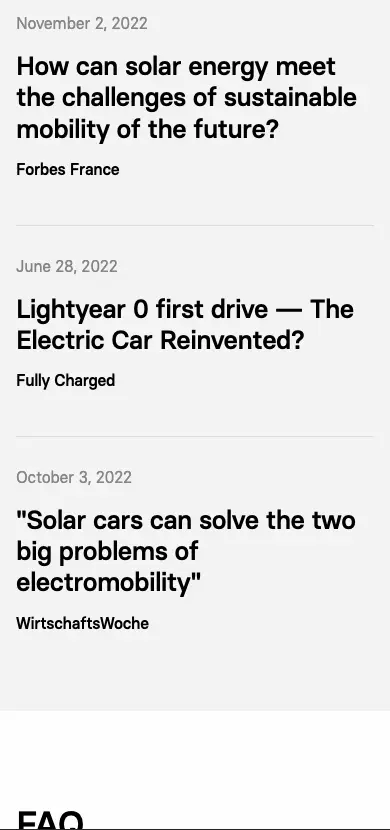 November 2, 2022
How can solar energy meet
the challenges of sustainable
mobility of the future?
Forbes France
June 28, 2022
Lightyear 0 first drive — The
Electric Car Reinvented?
Fully Charged
October 3, 2022
"Solar cars can solve the two
big problems of
electromobility"
WirtschaftsWoche
FAQ